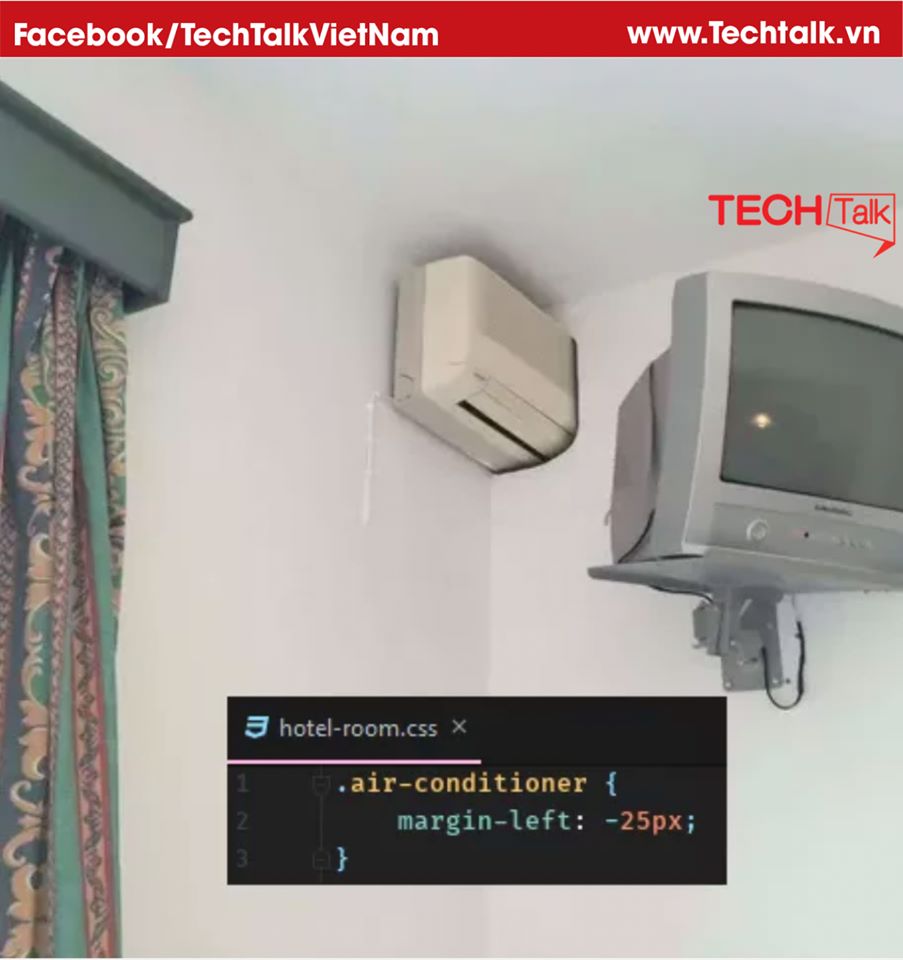 Facebook/TechTalkVietNam
www.Techtalk.vn
TECH Talk
hotel-room.css ×
1 .air-conditioner {
2 margin-left: -25px;
3 }